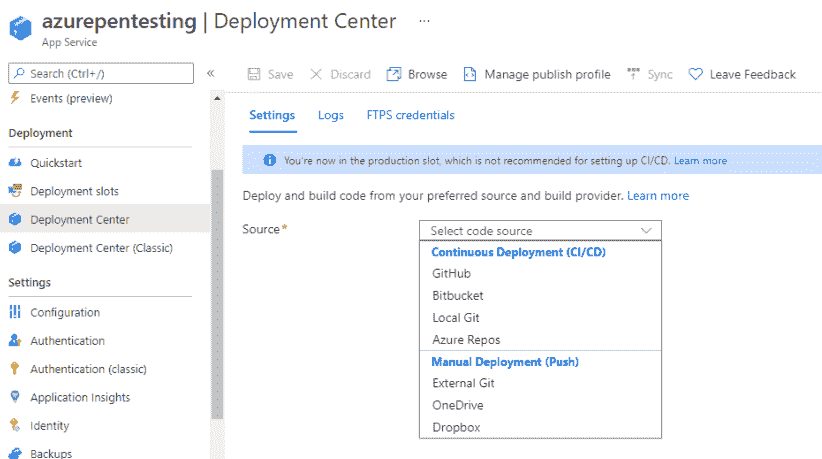 azurepentesting | Deployment Center ...
App Service
Search (Ctrl+/)
«
Events (preview)
Deployment
Quickstart
Deployment slots
Deployment Center
Deployment Center (Classic)
Settings
Configuration
Authentication
Authentication (classic)
Application Insights
Identity
Backups
Save Discard Browse Manage publish profile Sync Leave Feedback
Settings Logs FTPS credentials
You're now in the production slot, which is not recommended for setting up CI/CD. Learn more
Deploy and build code from your preferred source and build provider. Learn more
Source* Select code source
Continuous Deployment (CI/CD)
GitHub
Bitbucket
Local Git
Azure Repos
Manual Deployment (Push)
External Git
OneDrive
Dropbox